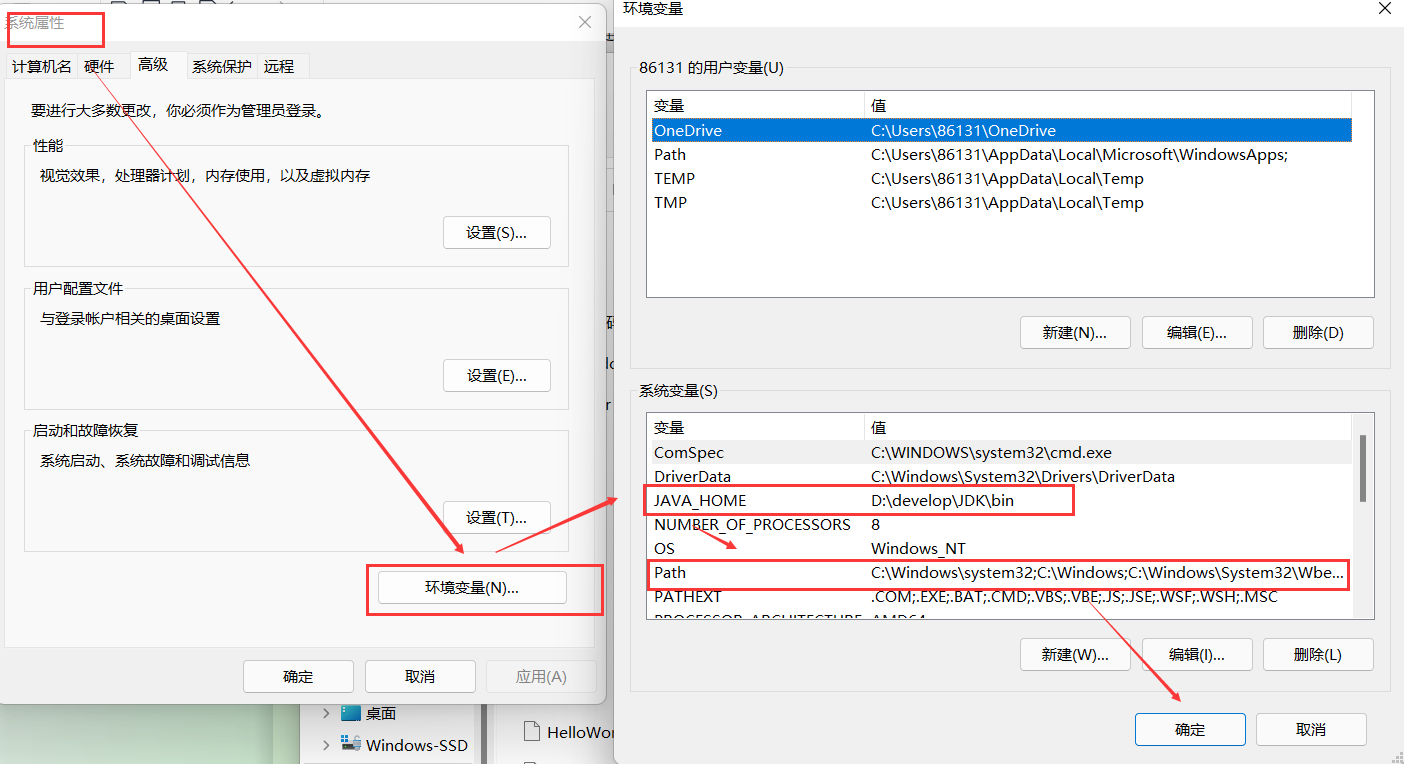 系统属性
计算机名 硬件 高级 系统保护 远程
要进行大多数更改，你必须作为管理员登录。
性能
视觉效果，处理器计划，内存使用，以及虚拟内存
设置(S)...
用户配置文件
与登录帐户相关的桌面设置
设置(E)...
启动和故障恢复
系统启动、系统故障和调试信息
设置(T)...
环境变量(N)...
确定 取消 应用(A)
桌面
Windows-SSD
环境变量
86131 的用户变量(U)
变量 值
OneDrive C:\Users\86131\OneDrive
Path C:\Users\86131\AppData\Local\Microsoft\WindowsApps;
TEMP C:\Users\86131\AppData\Local\Temp
TMP C:\Users\86131\AppData\Local\Temp
新建(N)... 编辑(E)... 删除(D)
系统变量(S)
变量 值
ComSpec C:\WINDOWS\system32\cmd.exe
DriverData C:\Windows\System32\Drivers\DriverData
JAVA_HOME D:\develop\JDK\bin
NUMBER_OF_PROCESSORS 8
OS Windows_NT
Path C:\Windows\system32;C:\Windows;C:\Windows\System32\Wbe...
PATHEXT .COM;.EXE;.BAT;.CMD;.VBS;.VBE;.JS;.JSE;.WSF;.WSH;.MSC
PROCESSOR_ARCHITECTURE AMD64
新建(W)... 编辑(I)... 删除(L)
确定 取消
HelloWor